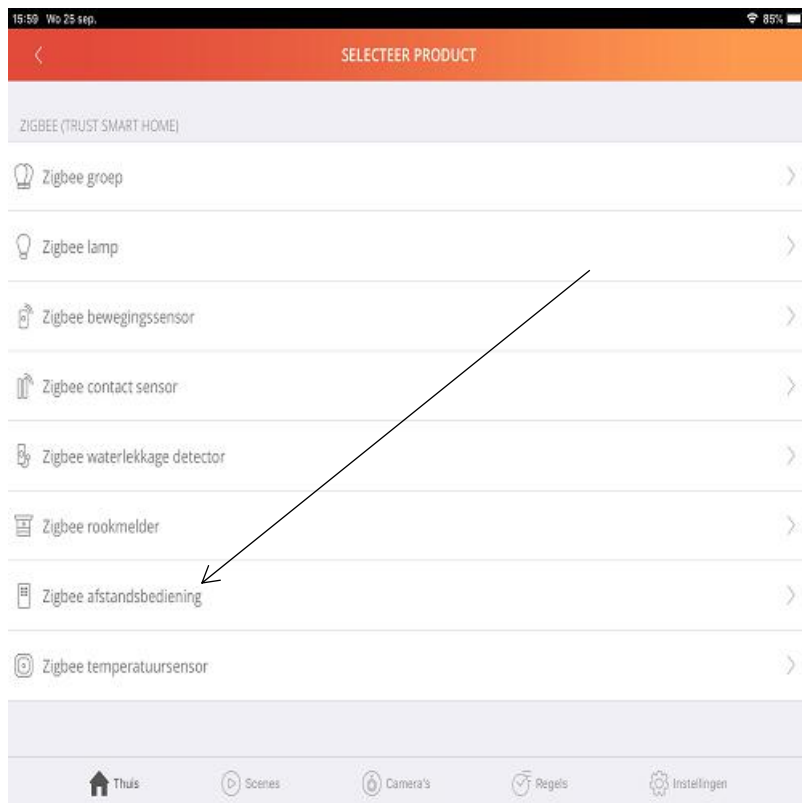 15:59 Wo 25 sep.
85%
SELECTEER PRODUCT
ZIGBEE (TRUST SMART HOME)
Zigbee groep
Zigbee lamp
Zigbee bewegingssensor
Zigbee contact sensor
Zigbee waterlekkage detector
Zigbee rookmelder
Zigbee afstandsbediening
Zigbee temperatuursensor
Thuis
Scenes
Camera's
Regels
Instellingen